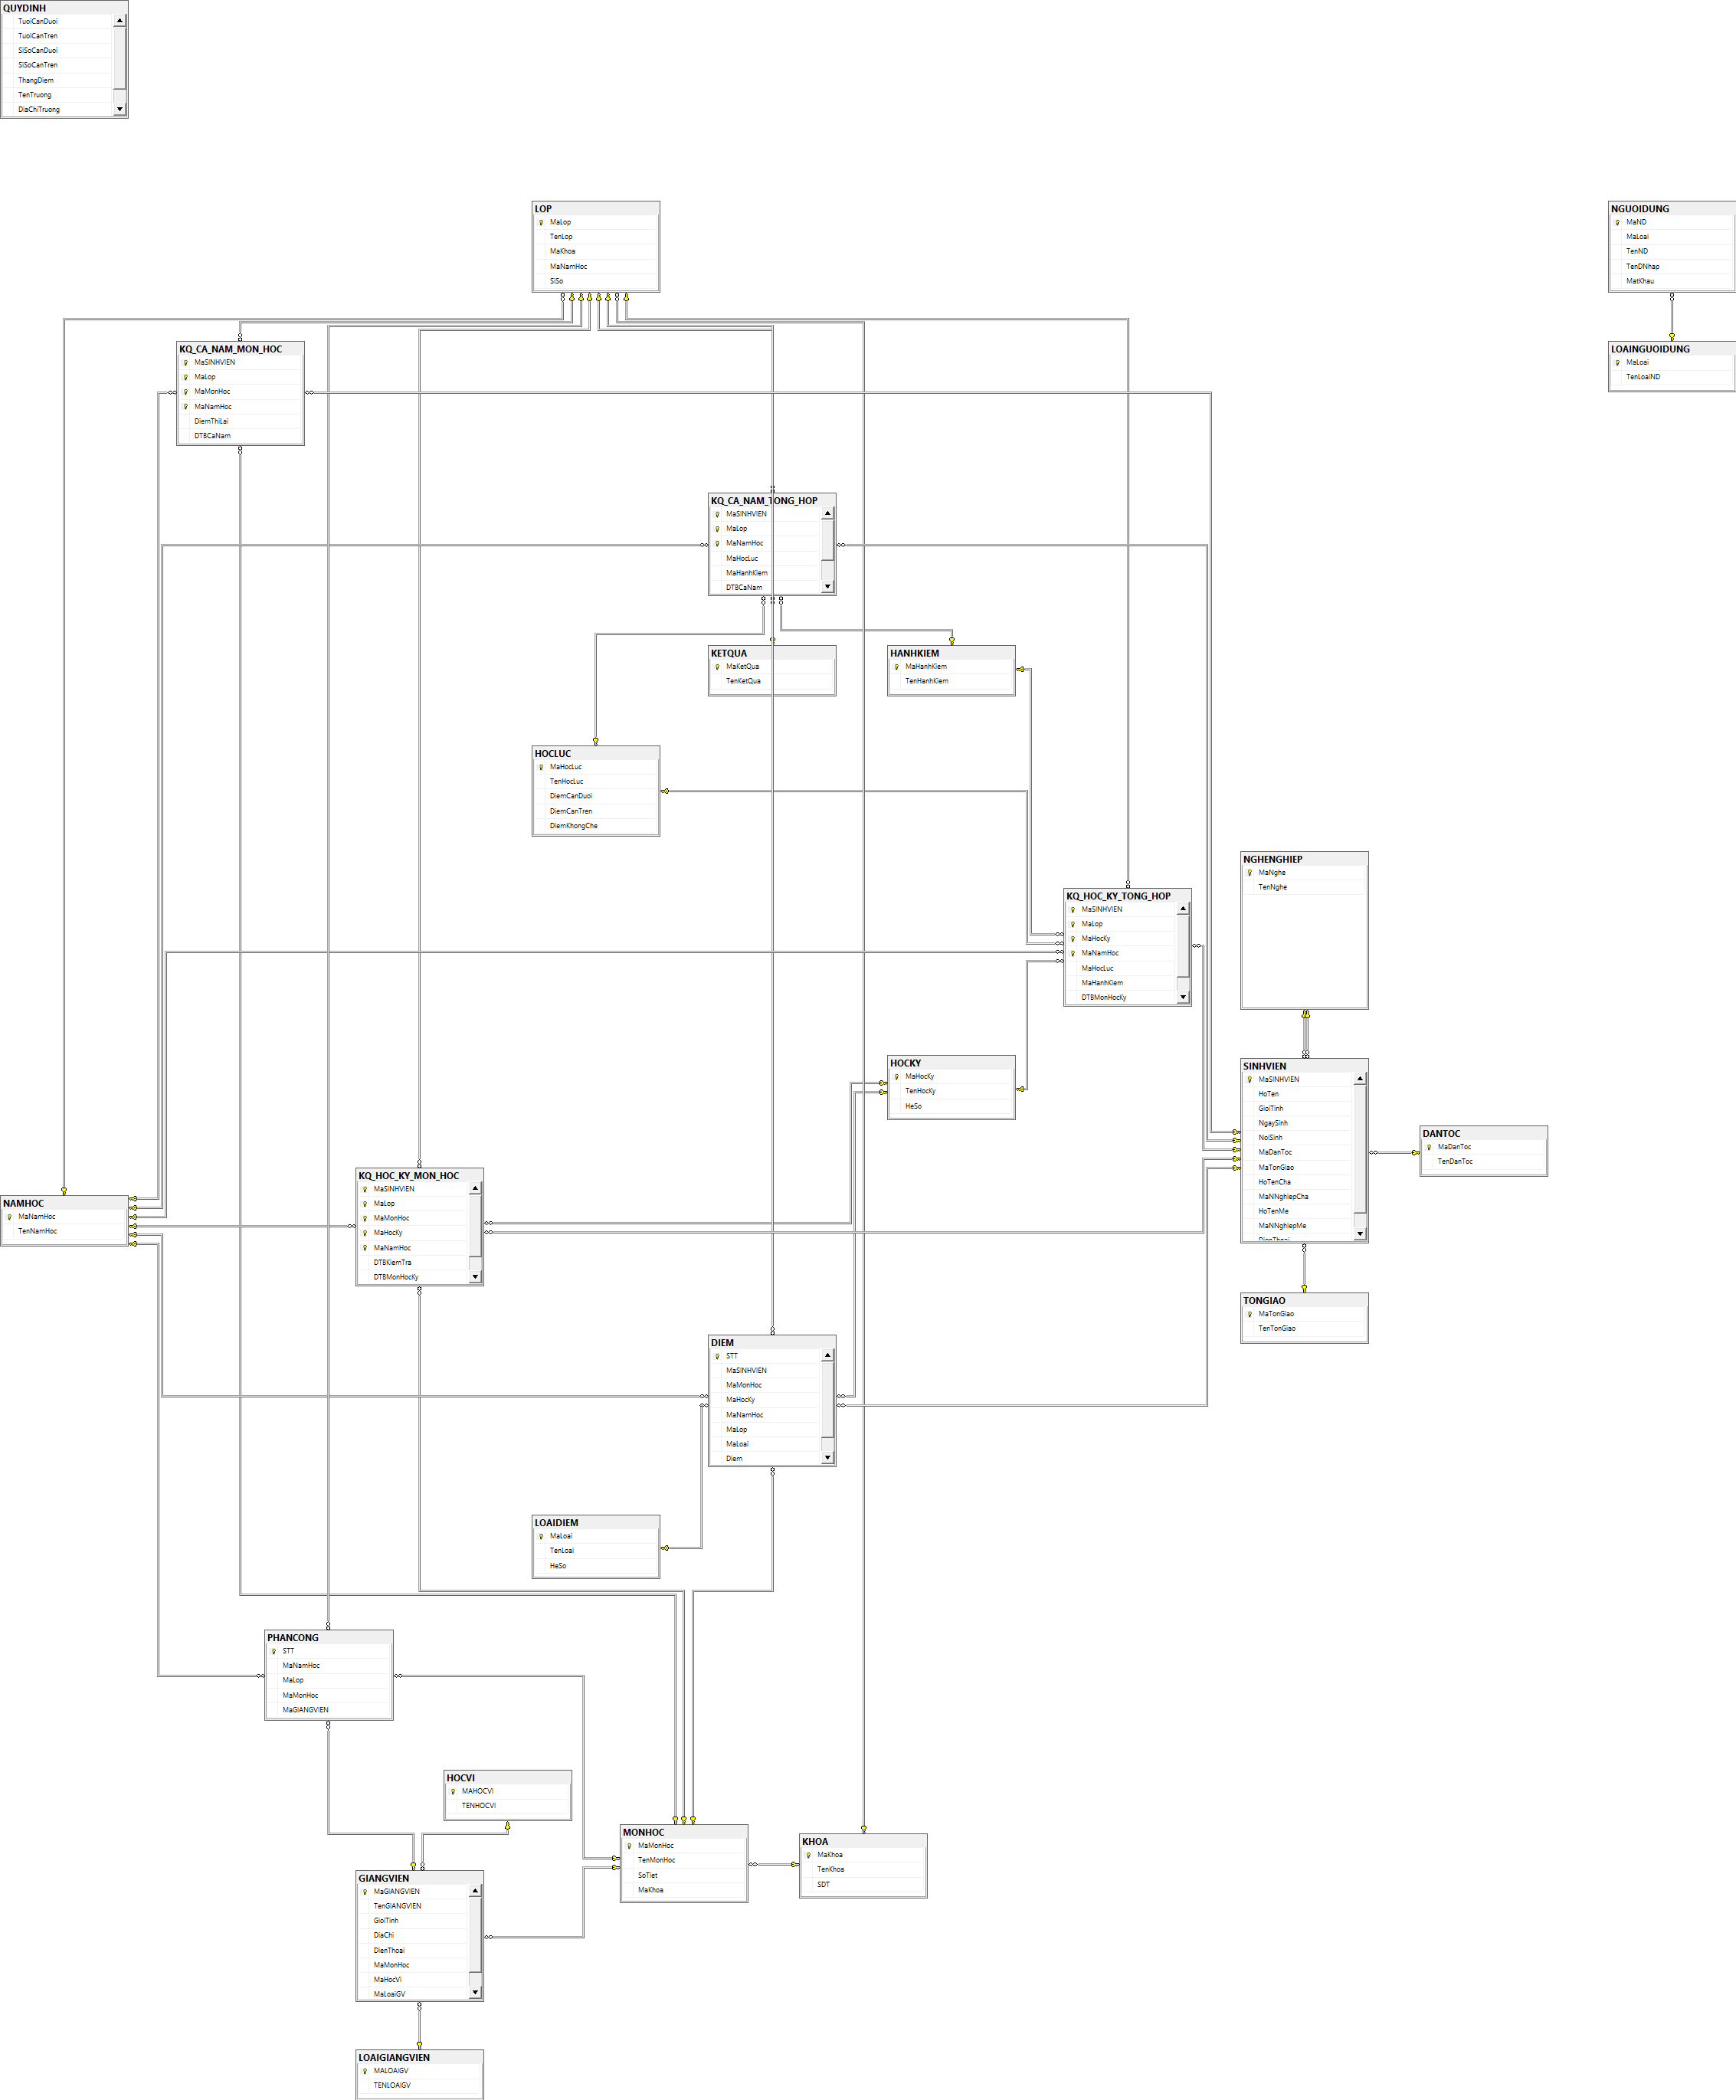 QUYDINH
TuoiCanDuoi
TuoiCanTren
SiSoCanDuoi
SiSoCanTren
ThangDiem
TenTruong
DiaChiTruong
LOP
MaLop
TenLop
MaKhoa
MaNamHoc
SiSo
NGUOIDUNG
MaND
MaLoai
TenND
TenDNhap
MatKhau
KQ_CA_NAM_MON_HOC
MaSINHVIEN
MaLop
MaMonHoc
MaNamHoc
DiemThiLai
DTBCaNam
LOAINGUOIDUNG
MaLoai
TenLoaiND
KQ_CA_NAM_TONG_HOP
MaSINHVIEN
MaLop
MaNamHoc
MaHocLuc
MaHanhKiem
DTBCaNam
KETQUA
MaKetQua
TenKetQua
HANHKIEM
MaHanhKiem
TenHanhKiem
HOCLUC
MaHocLuc
TenHocLuc
DiemCanDuoi
DiemCanTren
DiemKhongChe
NGHENGHIEP
MaNghe
TenNghe
KQ_HOC_KY_TONG_HOP
MaSINHVIEN
MaLop
MaHocKy
MaNamHoc
MaHocLuc
MaHanhKiem
DTBMonHocKy
HOCKY
MaHocKy
TenHocKy
HeSo
SINHVIEN
MaSINHVIEN
HoTen
GioiTinh
NgaySinh
NoiSinh
MaDanToc
MaTonGiao
HoTenCha
MaNNghiepCha
HoTenMe
MaNNghiepMe
DienThoai
DANTOC
MaDanToc
TenDanToc
KQ_HOC_KY_MON_HOC
MaSINHVIEN
MaLop
MaMonHoc
MaHocKy
MaNamHoc
DTBKiemTra
DTBMonHocKy
NAMHOC
MaNamHoc
TenNamHoc
TONGIAO
MaTonGiao
TenTonGiao
DIEM
STT
MaSINHVIEN
MaMonHoc
MaHocKy
MaNamHoc
MaLop
MaLoai
Diem
LOAIDIEM
MaLoai
TenLoai
HeSo
PHANCONG
STT
MaNamHoc
MaLop
MaMonHoc
MaGIANGVIEN
HOCVI
MAHOCVI
TENHOCVI
MONHOC
MaMonHoc
TenMonHoc
SoTiet
MaKhoa
KHOA
MaKhoa
TenKhoa
SDT
GIANGVIEN
MaGIANGVIEN
TenGIANGVIEN
GioiTinh
DiaChi
DienThoai
MaMonHoc
MaHocVi
MaLoaiGV
LOAIGIANGVIEN
MALOAIGV
TENLOAIGV